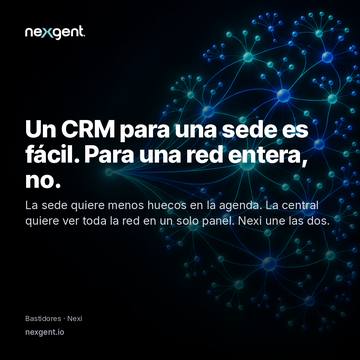 nexgent.
Un CRM para una sede es
fácil. Para una red entera,
no.
La sede quiere menos huecos en la agenda. La central
quiere ver toda la red en un solo panel. Nexi une las dos.
Bastidores · Nexi
nexgent.io